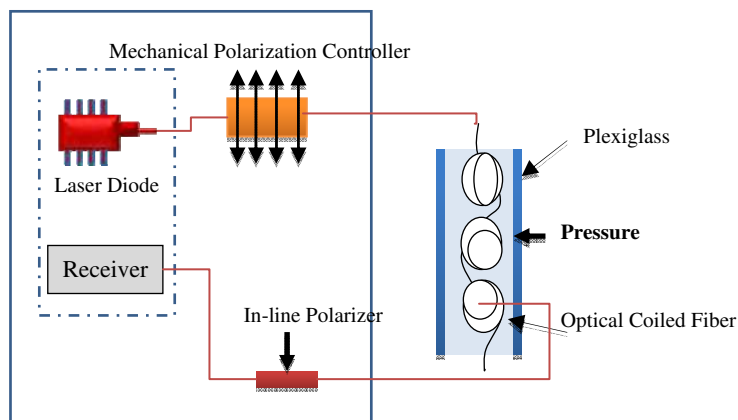 Mechanical Polarization Controller
Laser Diode
Plexiglass
Pressure
Receiver
In-line Polarizer
Optical Coiled Fiber